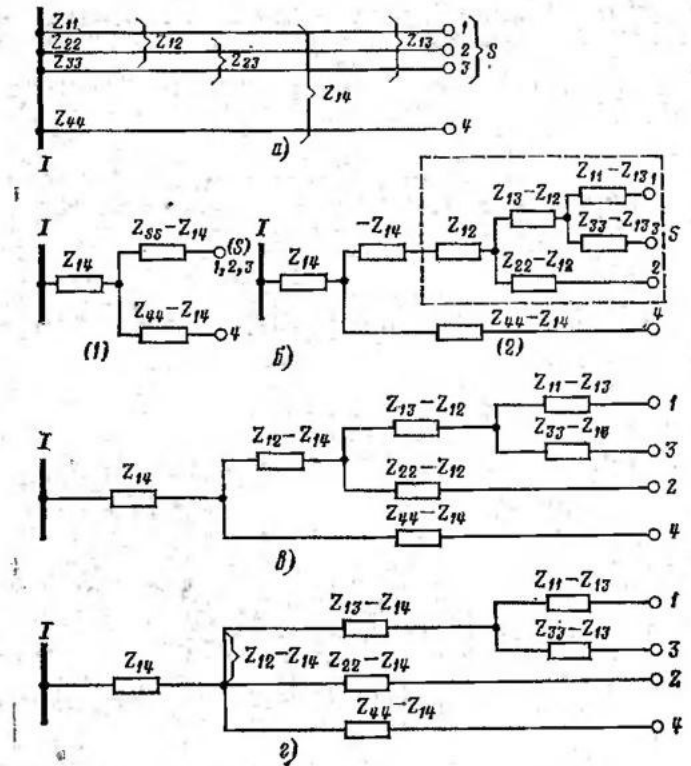 Z11 Z12 Z13 1
Z22 2 S
Z33 Z23 3
Z14
Z44 4
I а)
Z11−Z13 1
Z13−Z12
Zss−Z14 −Z14 Z12 Z33−Z13 3 S
I Z14 (S) 1,2,3 I Z14 Z22−Z12 2
Z44−Z14 4 Z44−Z14 4
(1) б) (2)
Z11−Z13 1
Z13−Z12
I Z12−Z14 3
Z14 Z22−Z12 2
Z44−Z14 4
в)
Z11−Z13 1
Z13−Z14
I Z33−Z13 3
Z14 Z12−Z14 Z22−Z14 2
Z44−Z14 4
г)